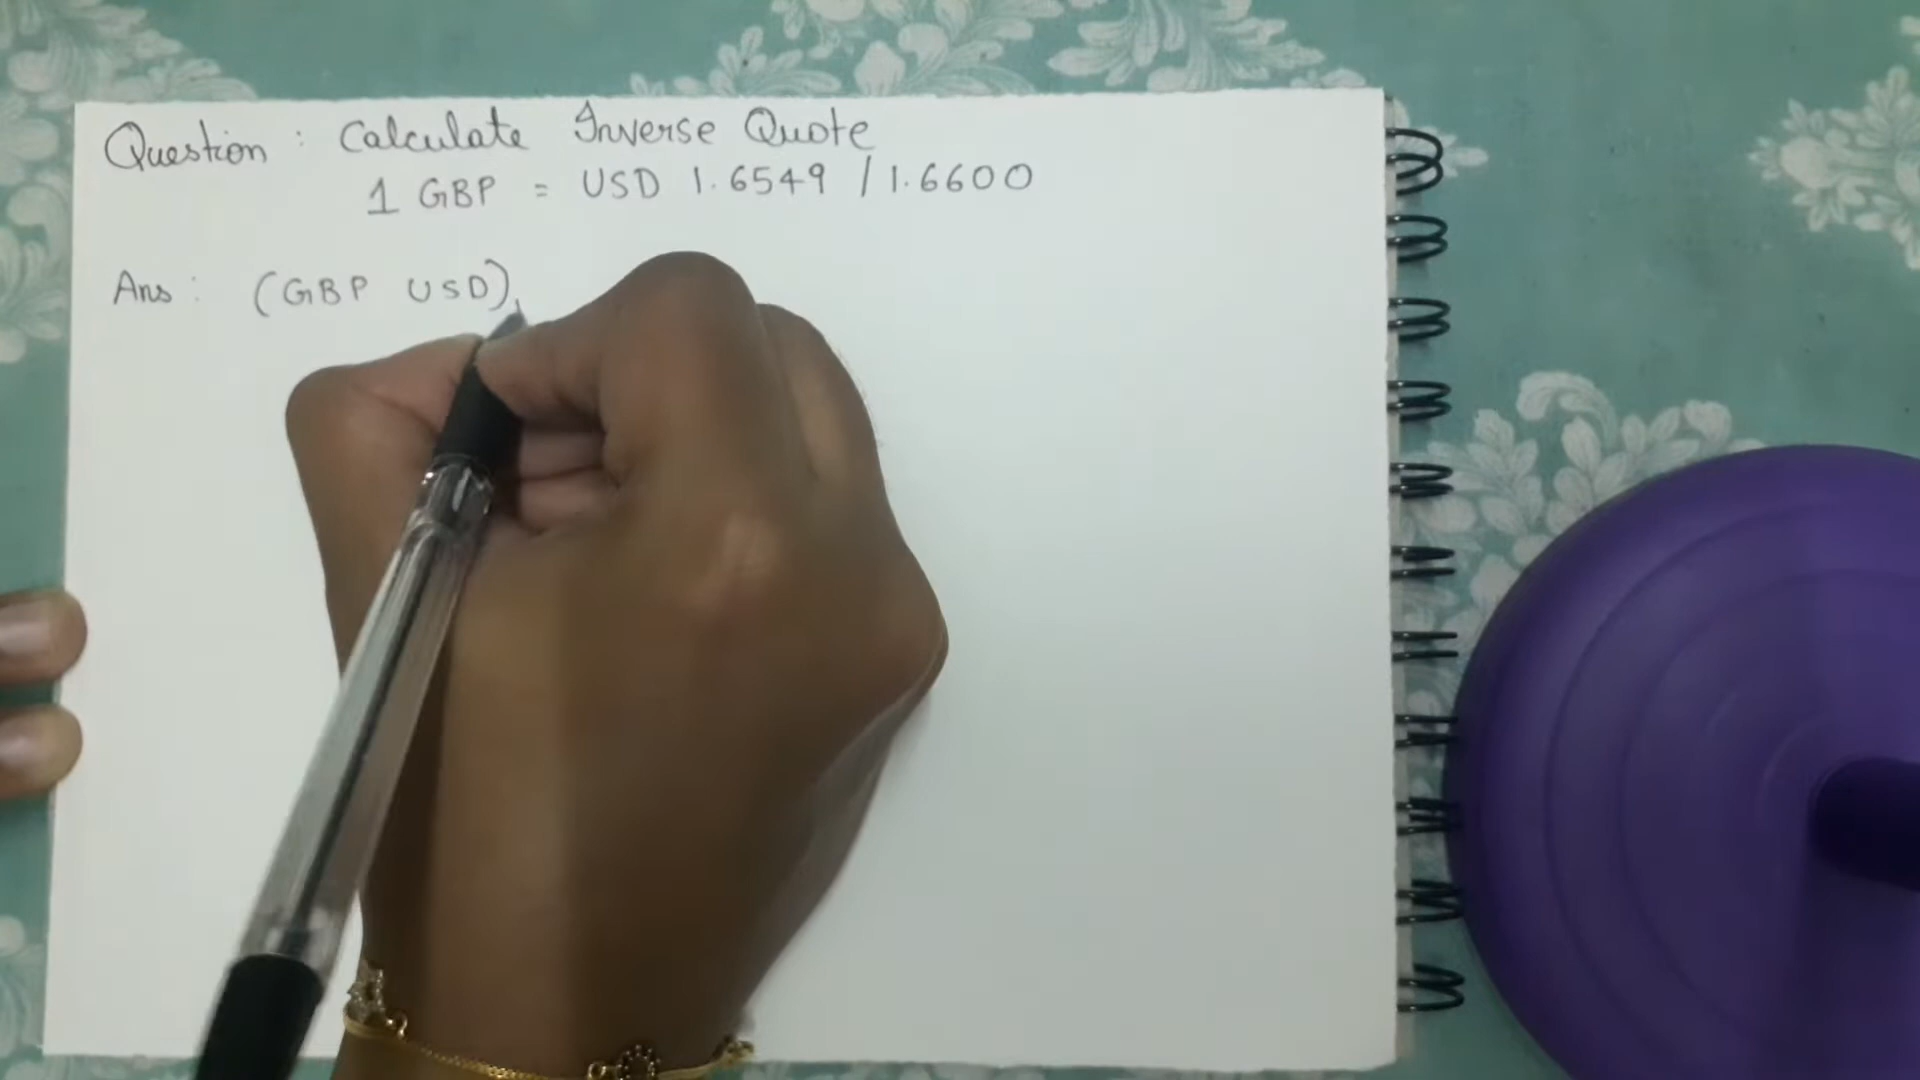 Question : Calculate Inverse Quote
1 GBP = USD 1.6549 / 1.6600
Ans : (GBP USD)